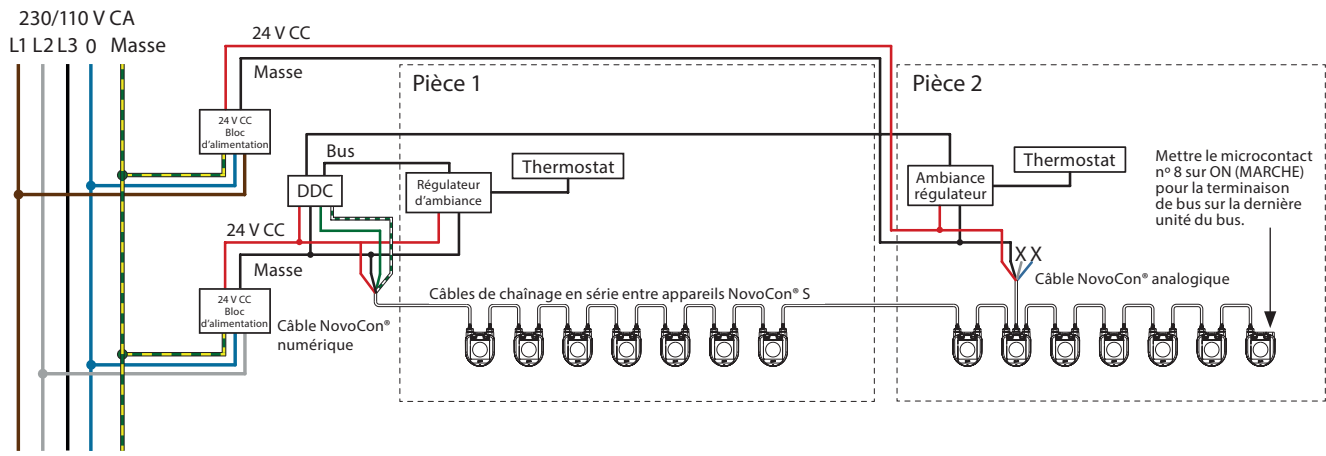 230/110 V CA
L1 L2 L3 0 Masse
24 V CC
Masse
24 V CC
Bloc
d'alimentation
Pièce 1
Pièce 2
Bus
DDC
Régulateur
d'ambiance
Thermostat
Ambiance
régulateur
Thermostat
Mettre le microcontact
nº 8 sur ON (MARCHE)
pour la terminaison
de bus sur la dernière
unité du bus.
24 V CC
Masse
24 V CC
Bloc
d'alimentation
Câble NovoCon®
numérique
Câbles de chaînage en série entre appareils NovoCon® S
X X
Câble NovoCon® analogique